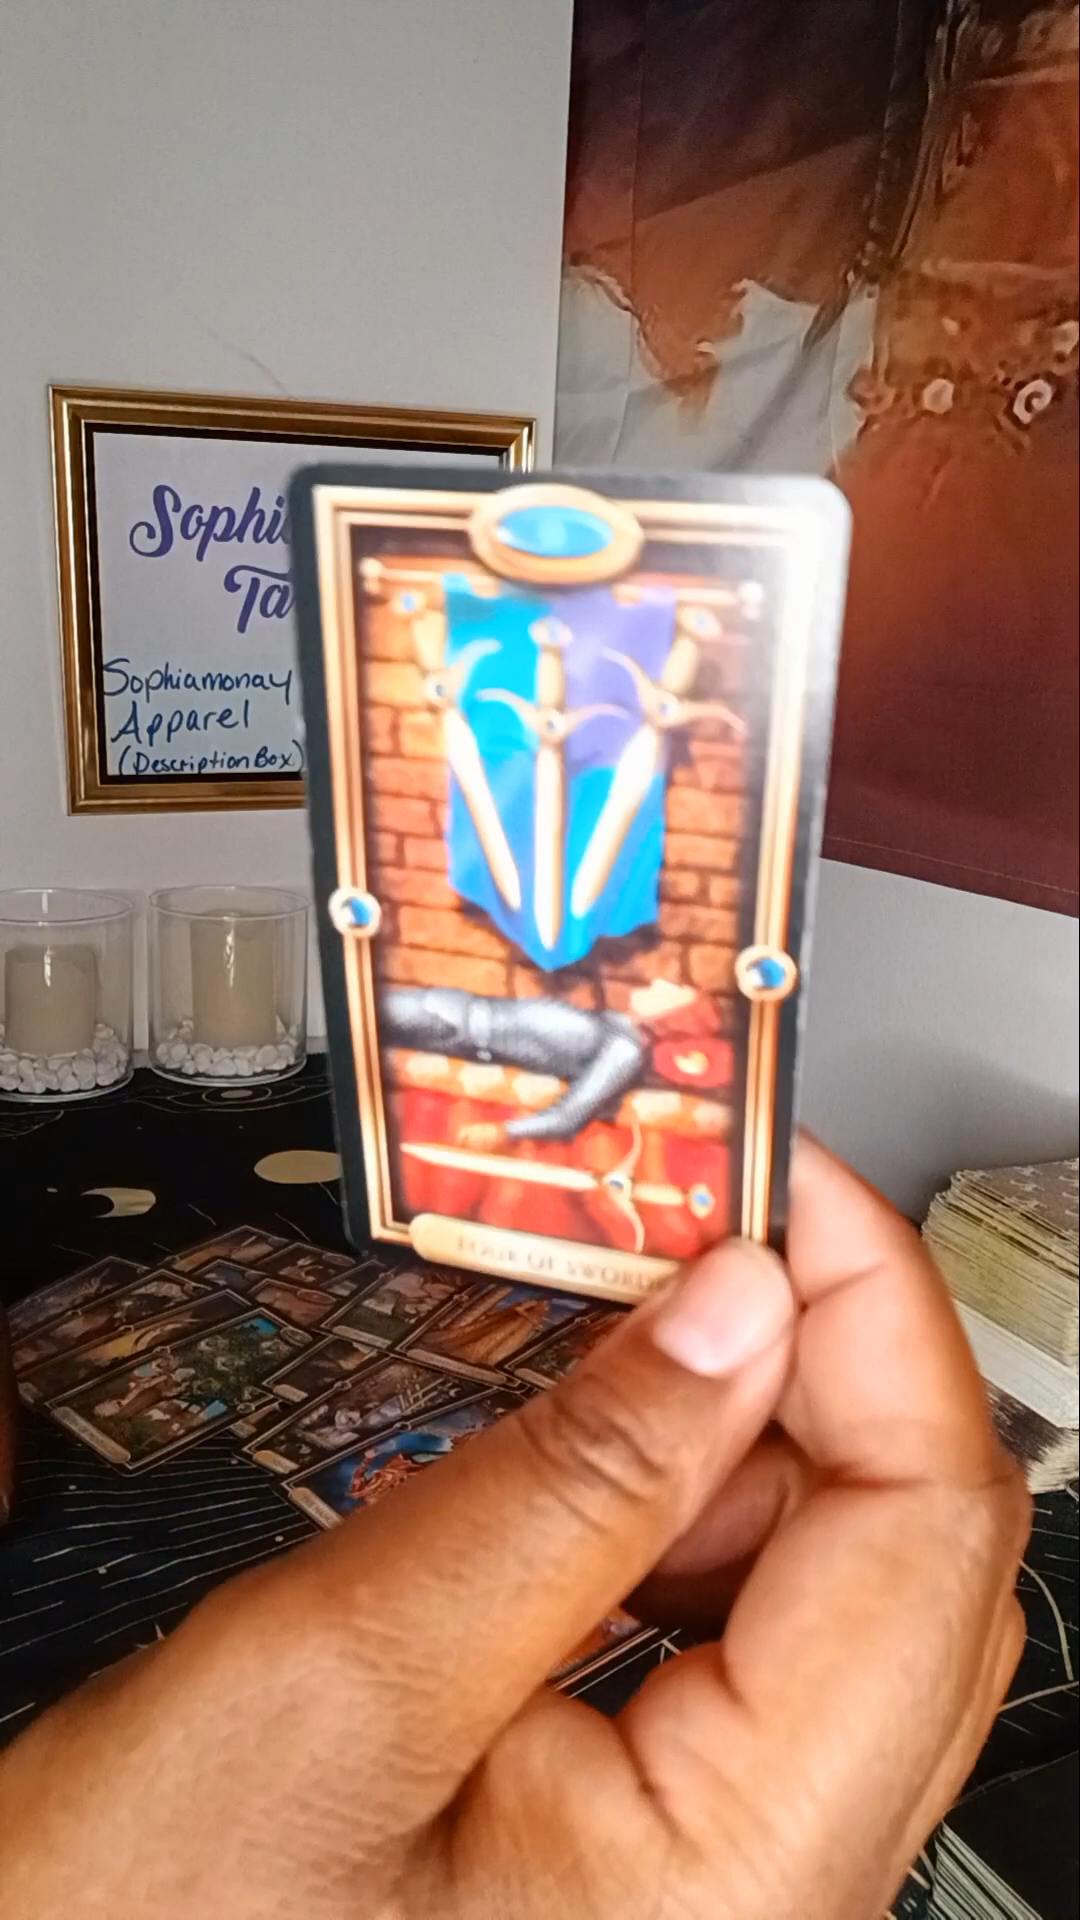 Sophi
Ta
Sophiamonay
Apparel
(Description Box)
FOUR OF SWORDS